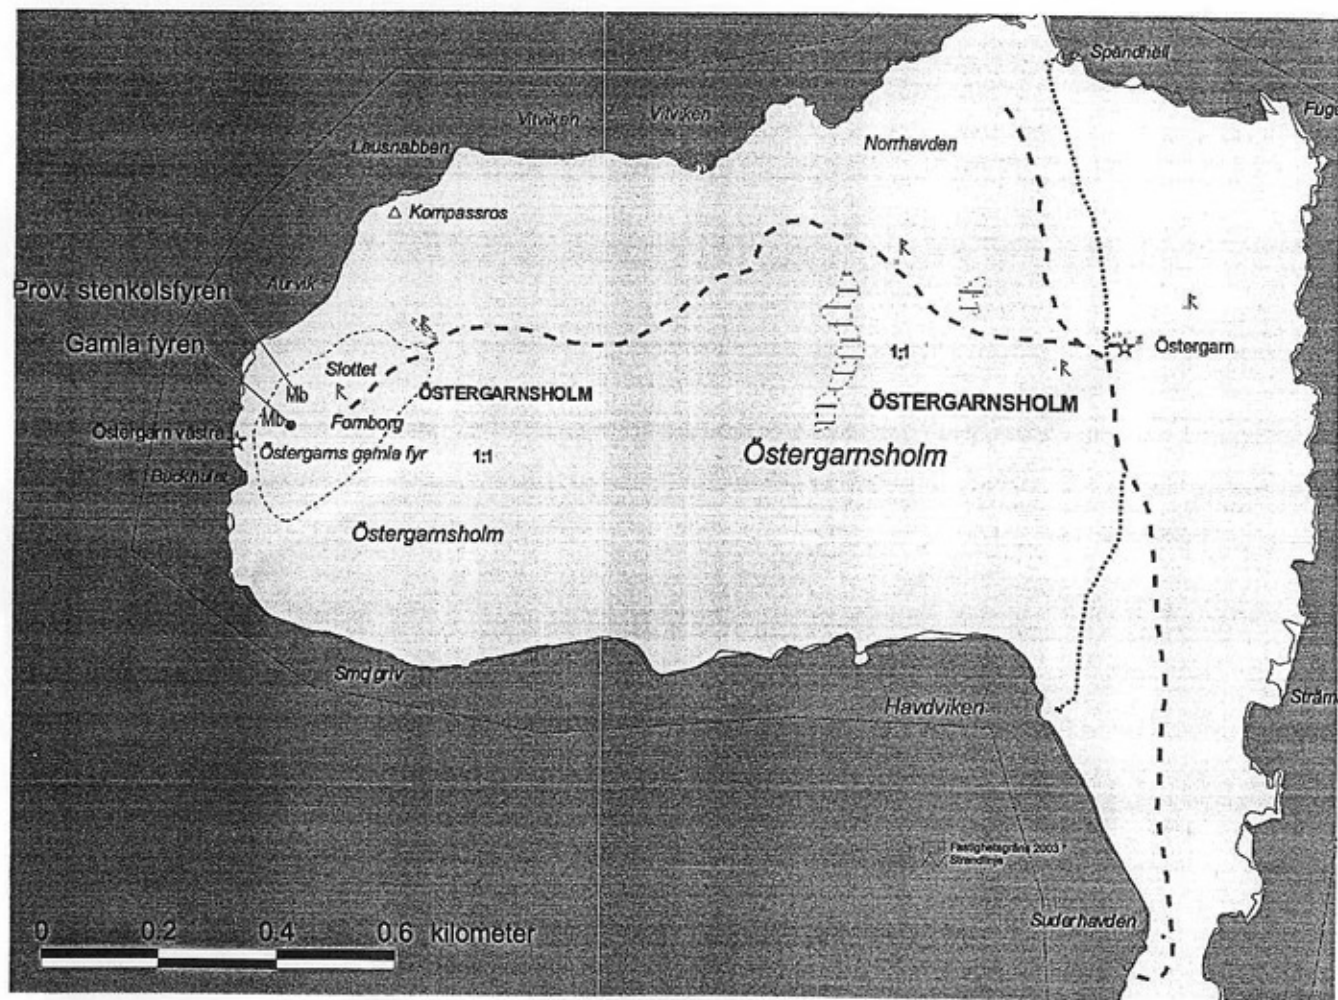 Spandhäll
Fuge
Vitviken
Vitviken
Norrhavden
Lausnabben
Kompassros
Aurvik
Prov. stenkolsfyren
Gamla fyren
Slottet
Mb
ÖSTERGARNSHOLM
Mb
Fornborg
Östergarn västra
Östergarns gamla fyr
1:1
Östergarnsholm
1:1
ÖSTERGARNSHOLM
Östergarnsholm
Östergarn
Havdviken
Fastighetsgräns 2003
Strandlinje
Suderhavden
0 0.2 0.4 0.6 kilometer